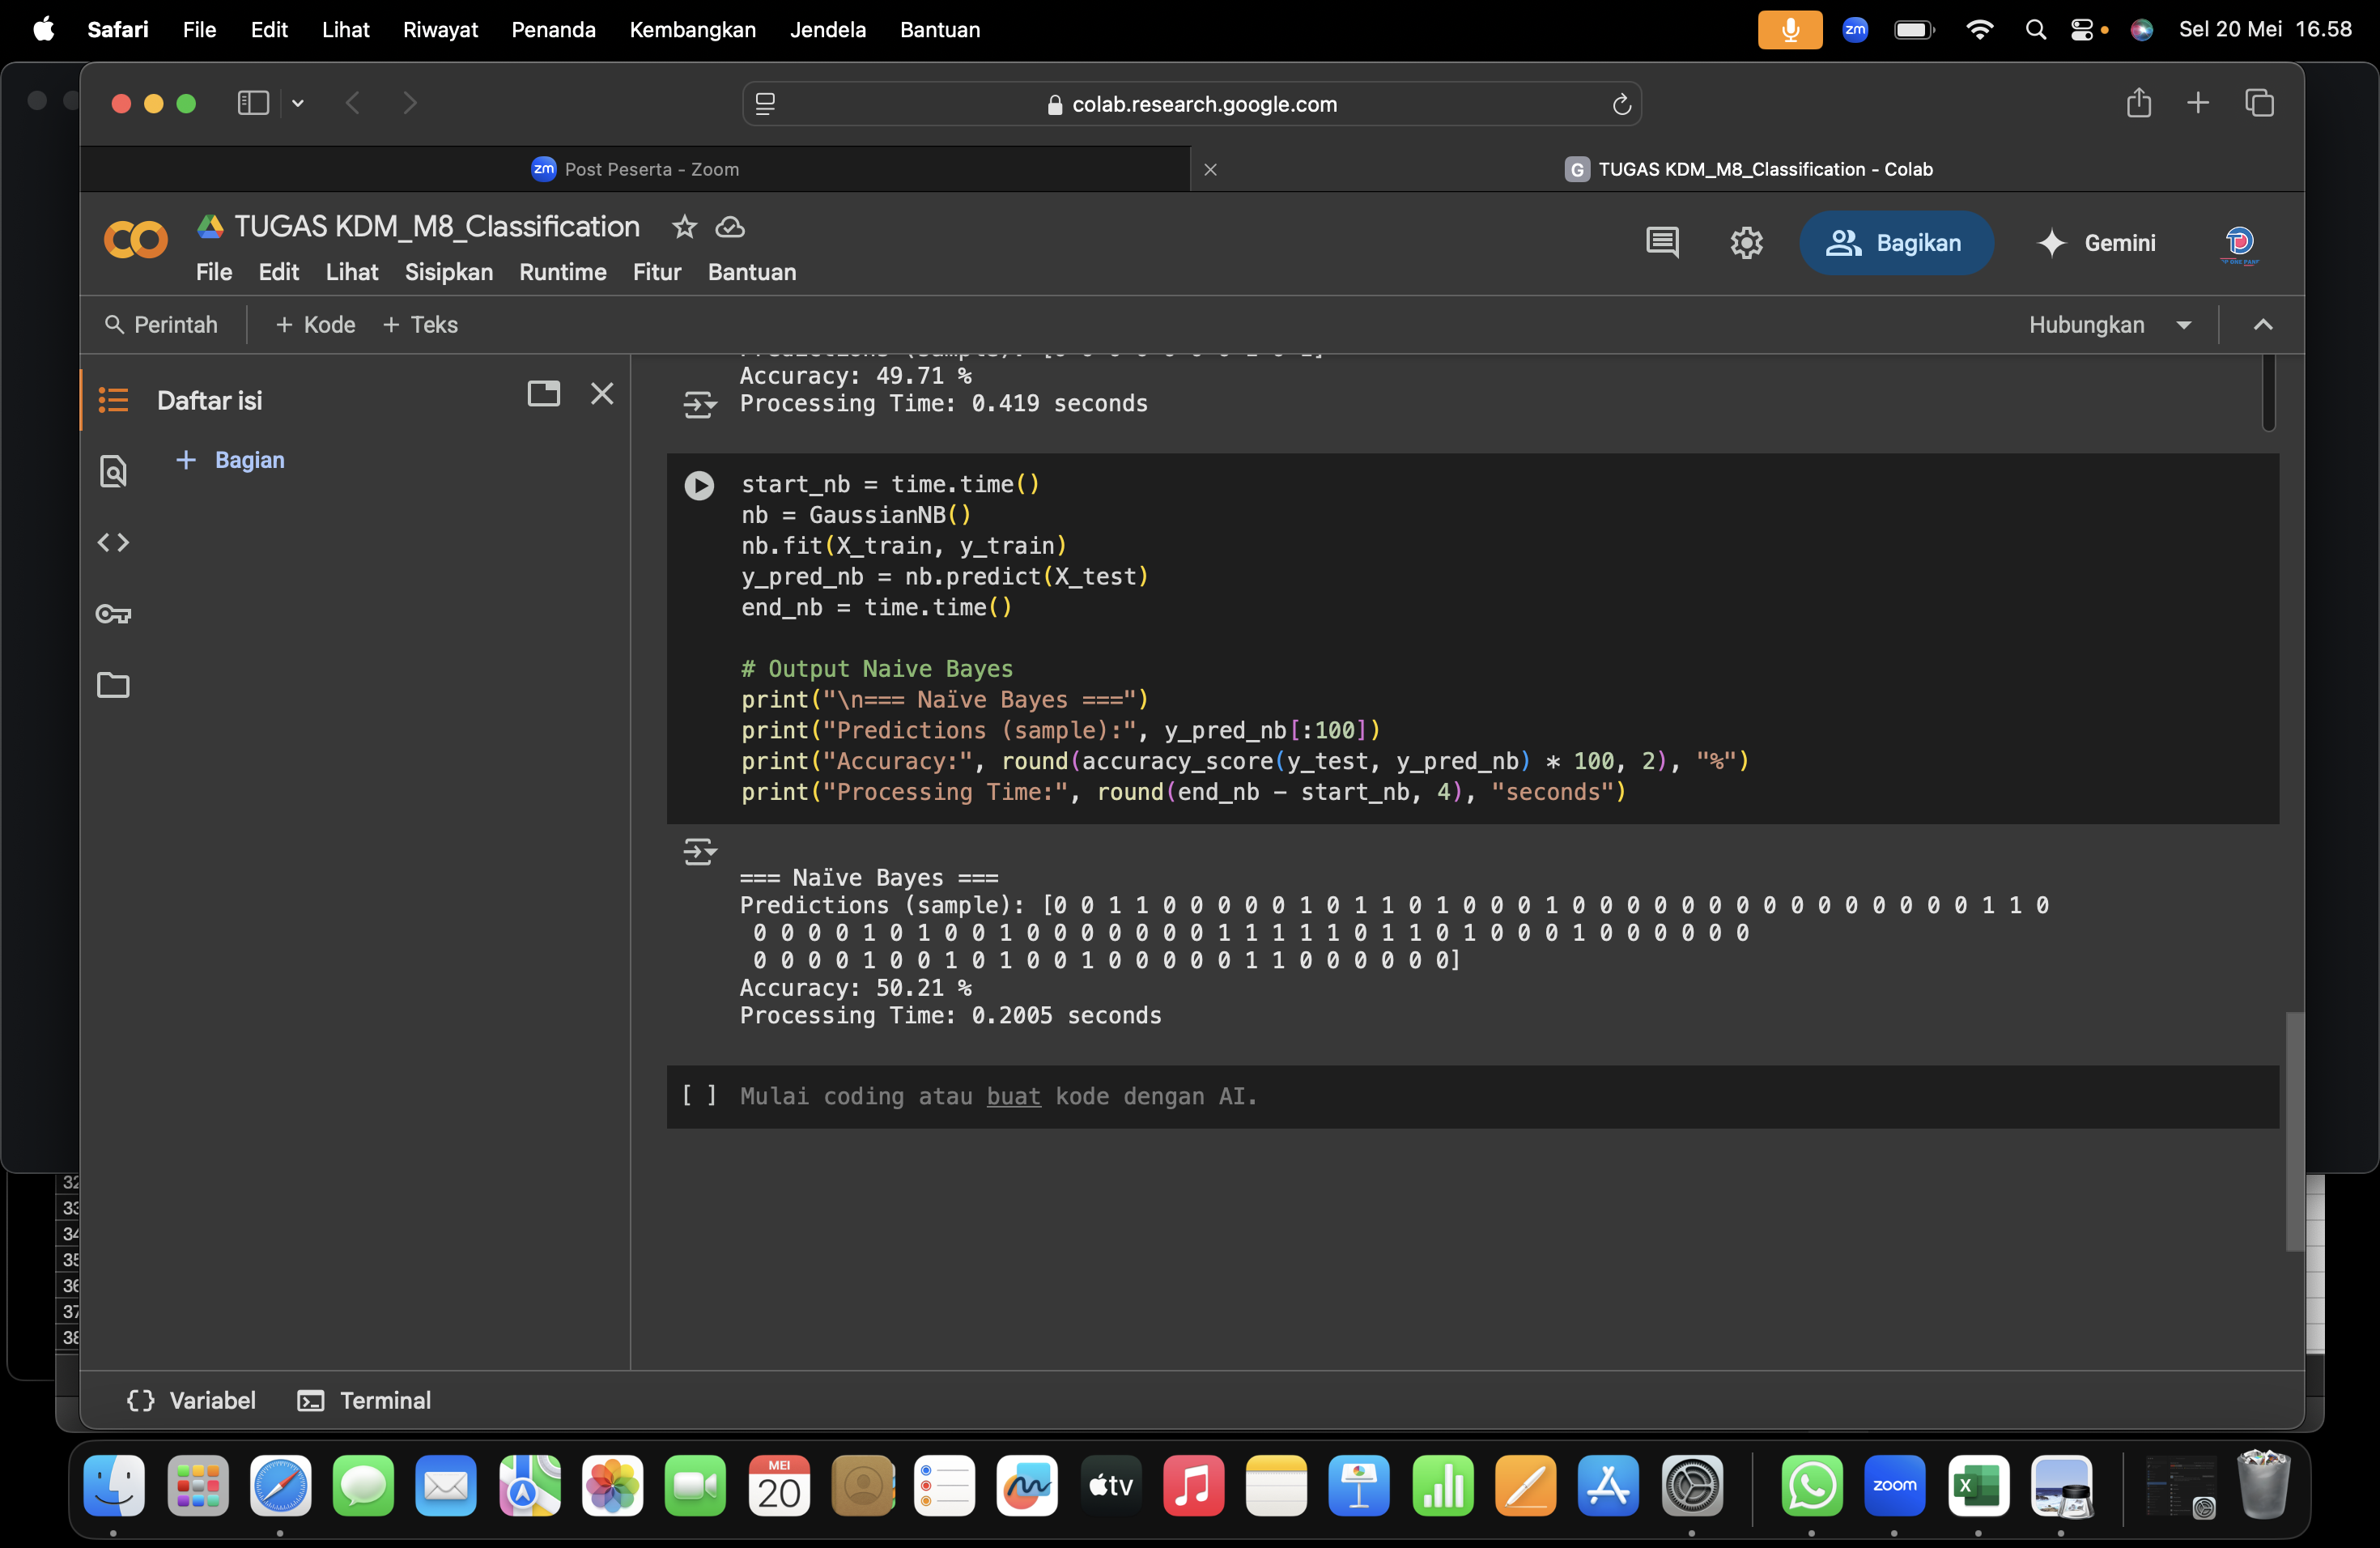 Safari File Edit Lihat Riwayat Penanda Kembangkan Jendela Bantuan zm Sel 20 Mei 16.58
colab.research.google.com
zm Post Peserta - Zoom G TUGAS KDM_M8_Classification - Colab
TUGAS KDM_M8_Classification
File Edit Lihat Sisipkan Runtime Fitur Bantuan
Bagikan Gemini
Perintah + Kode + Teks Hubungkan
Daftar isi
+ Bagian
Accuracy: 49.71 %
Processing Time: 0.419 seconds
start_nb = time.time()
nb = GaussianNB()
nb.fit(X_train, y_train)
y_pred_nb = nb.predict(X_test)
end_nb = time.time()
# Output Naive Bayes
print("\n=== Naïve Bayes ===")
print("Predictions (sample):", y_pred_nb[:100])
print("Accuracy:", round(accuracy_score(y_test, y_pred_nb) * 100, 2), "%")
print("Processing Time:", round(end_nb - start_nb, 4), "seconds")
=== Naïve Bayes ===
Predictions (sample): [0 0 1 1 0 0 0 0 0 1 0 1 1 0 1 0 0 0 1 0 0 0 0 0 0 0 0 0 0 0 0 0 0 0 1 1 0
0 0 0 0 1 0 1 0 0 1 0 0 0 0 0 0 0 1 1 1 1 1 0 1 1 0 1 0 0 0 1 0 0 0 0 0 0
0 0 0 0 1 0 0 1 0 1 0 0 1 0 0 0 0 0 1 1 0 0 0 0 0 0]
Accuracy: 50.21 %
Processing Time: 0.2005 seconds
[ ] Mulai coding atau buat kode dengan AI.
32
33
34
35
36
37
38
{} Variabel Terminal
MEI
20
tv
zoom
X